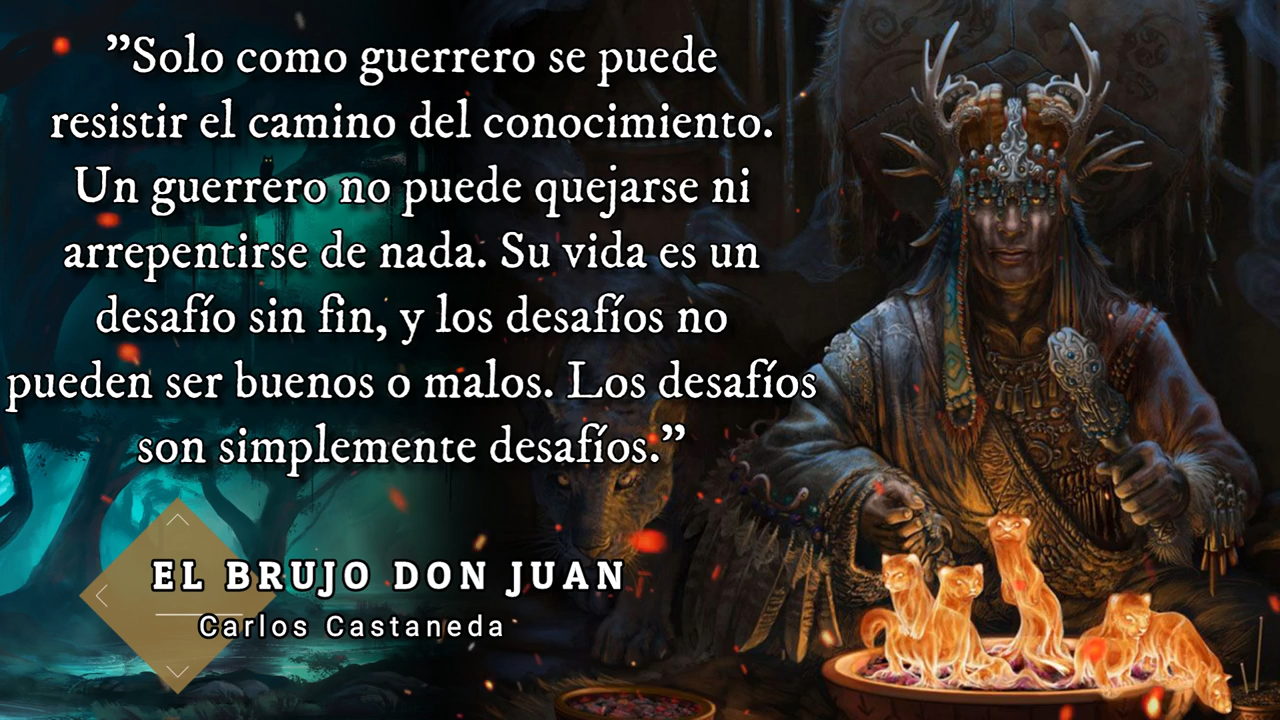 ”Solo como guerrero se puede
resistir el camino del conocimiento.
Un guerrero no puede quejarse ni
arrepentirse de nada. Su vida es un
desafío sin fin, y los desafíos no
pueden ser buenos o malos. Los desafíos
son simplemente desafíos.”
EL BRUJO DON JUAN
Carlos Castaneda